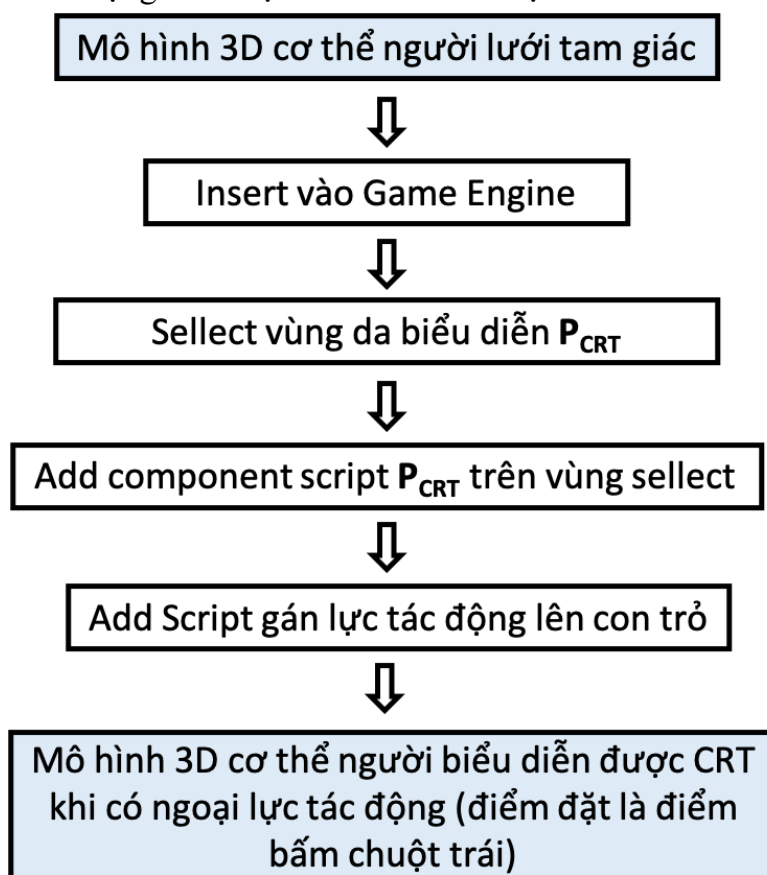 Mô hình 3D cơ thể người lưới tam giác
Insert vào Game Engine
Sellect vùng da biểu diễn P_CRT
Add component script P_CRT trên vùng sellect
Add Script gán lực tác động lên con trỏ
Mô hình 3D cơ thể người biểu diễn được CRT
khi có ngoại lực tác động (điểm đặt là điểm
bấm chuột trái)